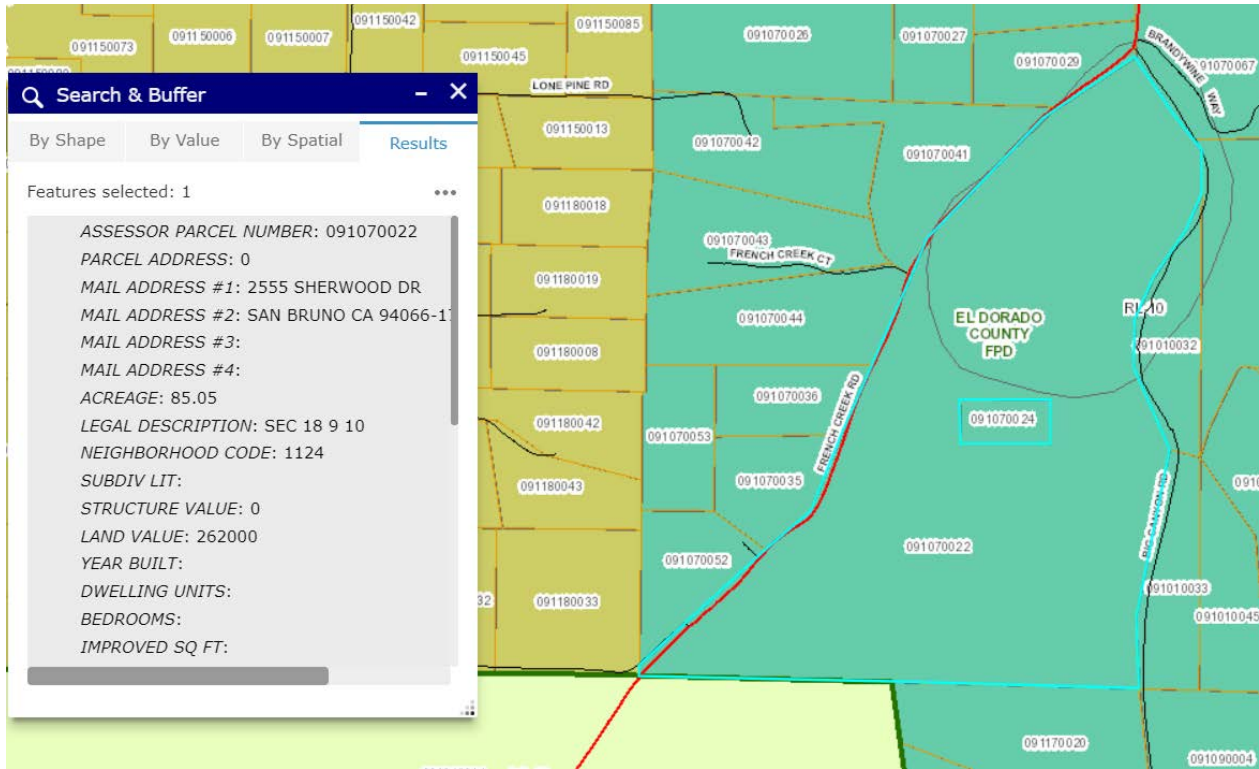 Search & Buffer
By Shape
By Value
By Spatial
Results
Features selected: 1
ASSESSOR PARCEL NUMBER: 091070022
PARCEL ADDRESS: 0
MAIL ADDRESS #1: 2555 SHERWOOD DR
MAIL ADDRESS #2: SAN BRUNO CA 94066-1
MAIL ADDRESS #3:
MAIL ADDRESS #4:
ACREAGE: 85.05
LEGAL DESCRIPTION: SEC 18 9 10
NEIGHBORHOOD CODE: 1124
SUBDIV LIT:
STRUCTURE VALUE: 0
LAND VALUE: 262000
YEAR BUILT:
DWELLING UNITS:
BEDROOMS:
IMPROVED SQ FT:
091150073
091150006
091150007
091150042
091150045
091150085
LONE PINE RD
091150013
091180018
091180019
091180008
091180042
091180043
32
091180033
091070026
091070027
091070029
BRANDYWINE WAY
91070067
091070042
091070041
091070043
FRENCH CREEK CT
091070044
EL DORADO
COUNTY
FPD
091010032
091070036
091070053
FRENCH CREEK RD
091070024
091070035
0910
BIG CANYON RD
091070022
091070052
091010033
091010045
091170020
091090004